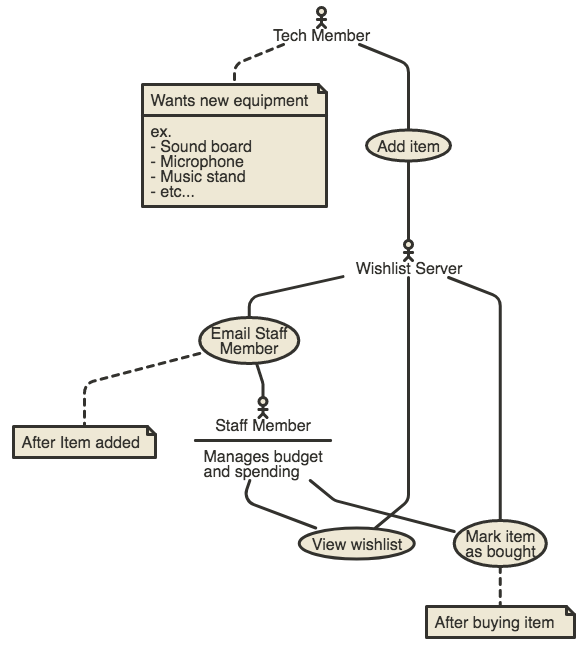 Tech Member
Wants new equipment
ex.
- Sound board
- Microphone
- Music stand
- etc...
Add item
Wishlist Server
Email Staff
Member
After Item added
Staff Member
Manages budget
and spending
View wishlist
Mark item
as bought
After buying item